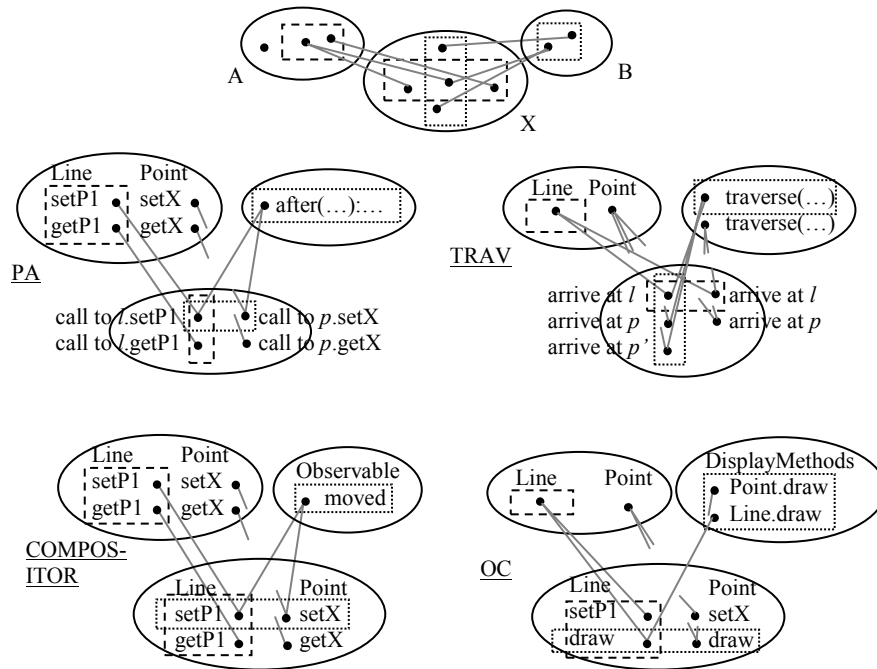 A
B
X
Line Point
setP1 setX
getP1 getX
after(…):…
PA
call to l.setP1 call to p.setX
call to l.getP1 call to p.getX
Line Point
traverse(…)
traverse(…)
TRAV
arrive at l arrive at l
arrive at p arrive at p
arrive at p’
Line Point
setP1 setX
getP1 getX
Observable
moved
COMPOS-
ITOR
Line Point
setP1 setX
getP1 getX
Line Point
DisplayMethods
Point.draw
Line.draw
OC
Line Point
setP1 setX
draw draw